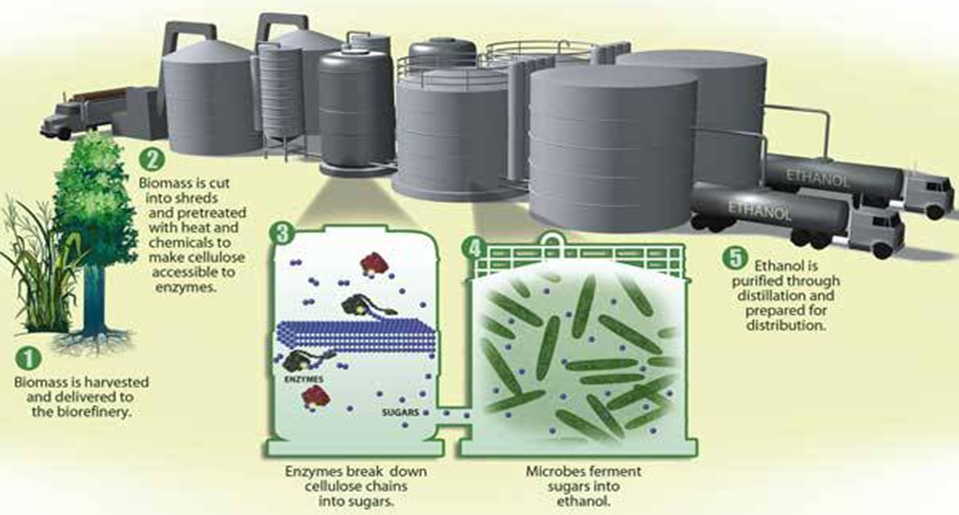 1
Biomass is harvested
and delivered to
the biorefinery.
2
Biomass is cut
into shreds
and pretreated
with heat and
chemicals to
make cellulose
accessible to
enzymes.
3
ENZYMES
SUGARS
Enzymes break down
cellulose chains
into sugars.
4
Microbes ferment
sugars into
ethanol.
ETHANOL
ETHANOL
5
Ethanol is
purified through
distillation and
prepared for
distribution.